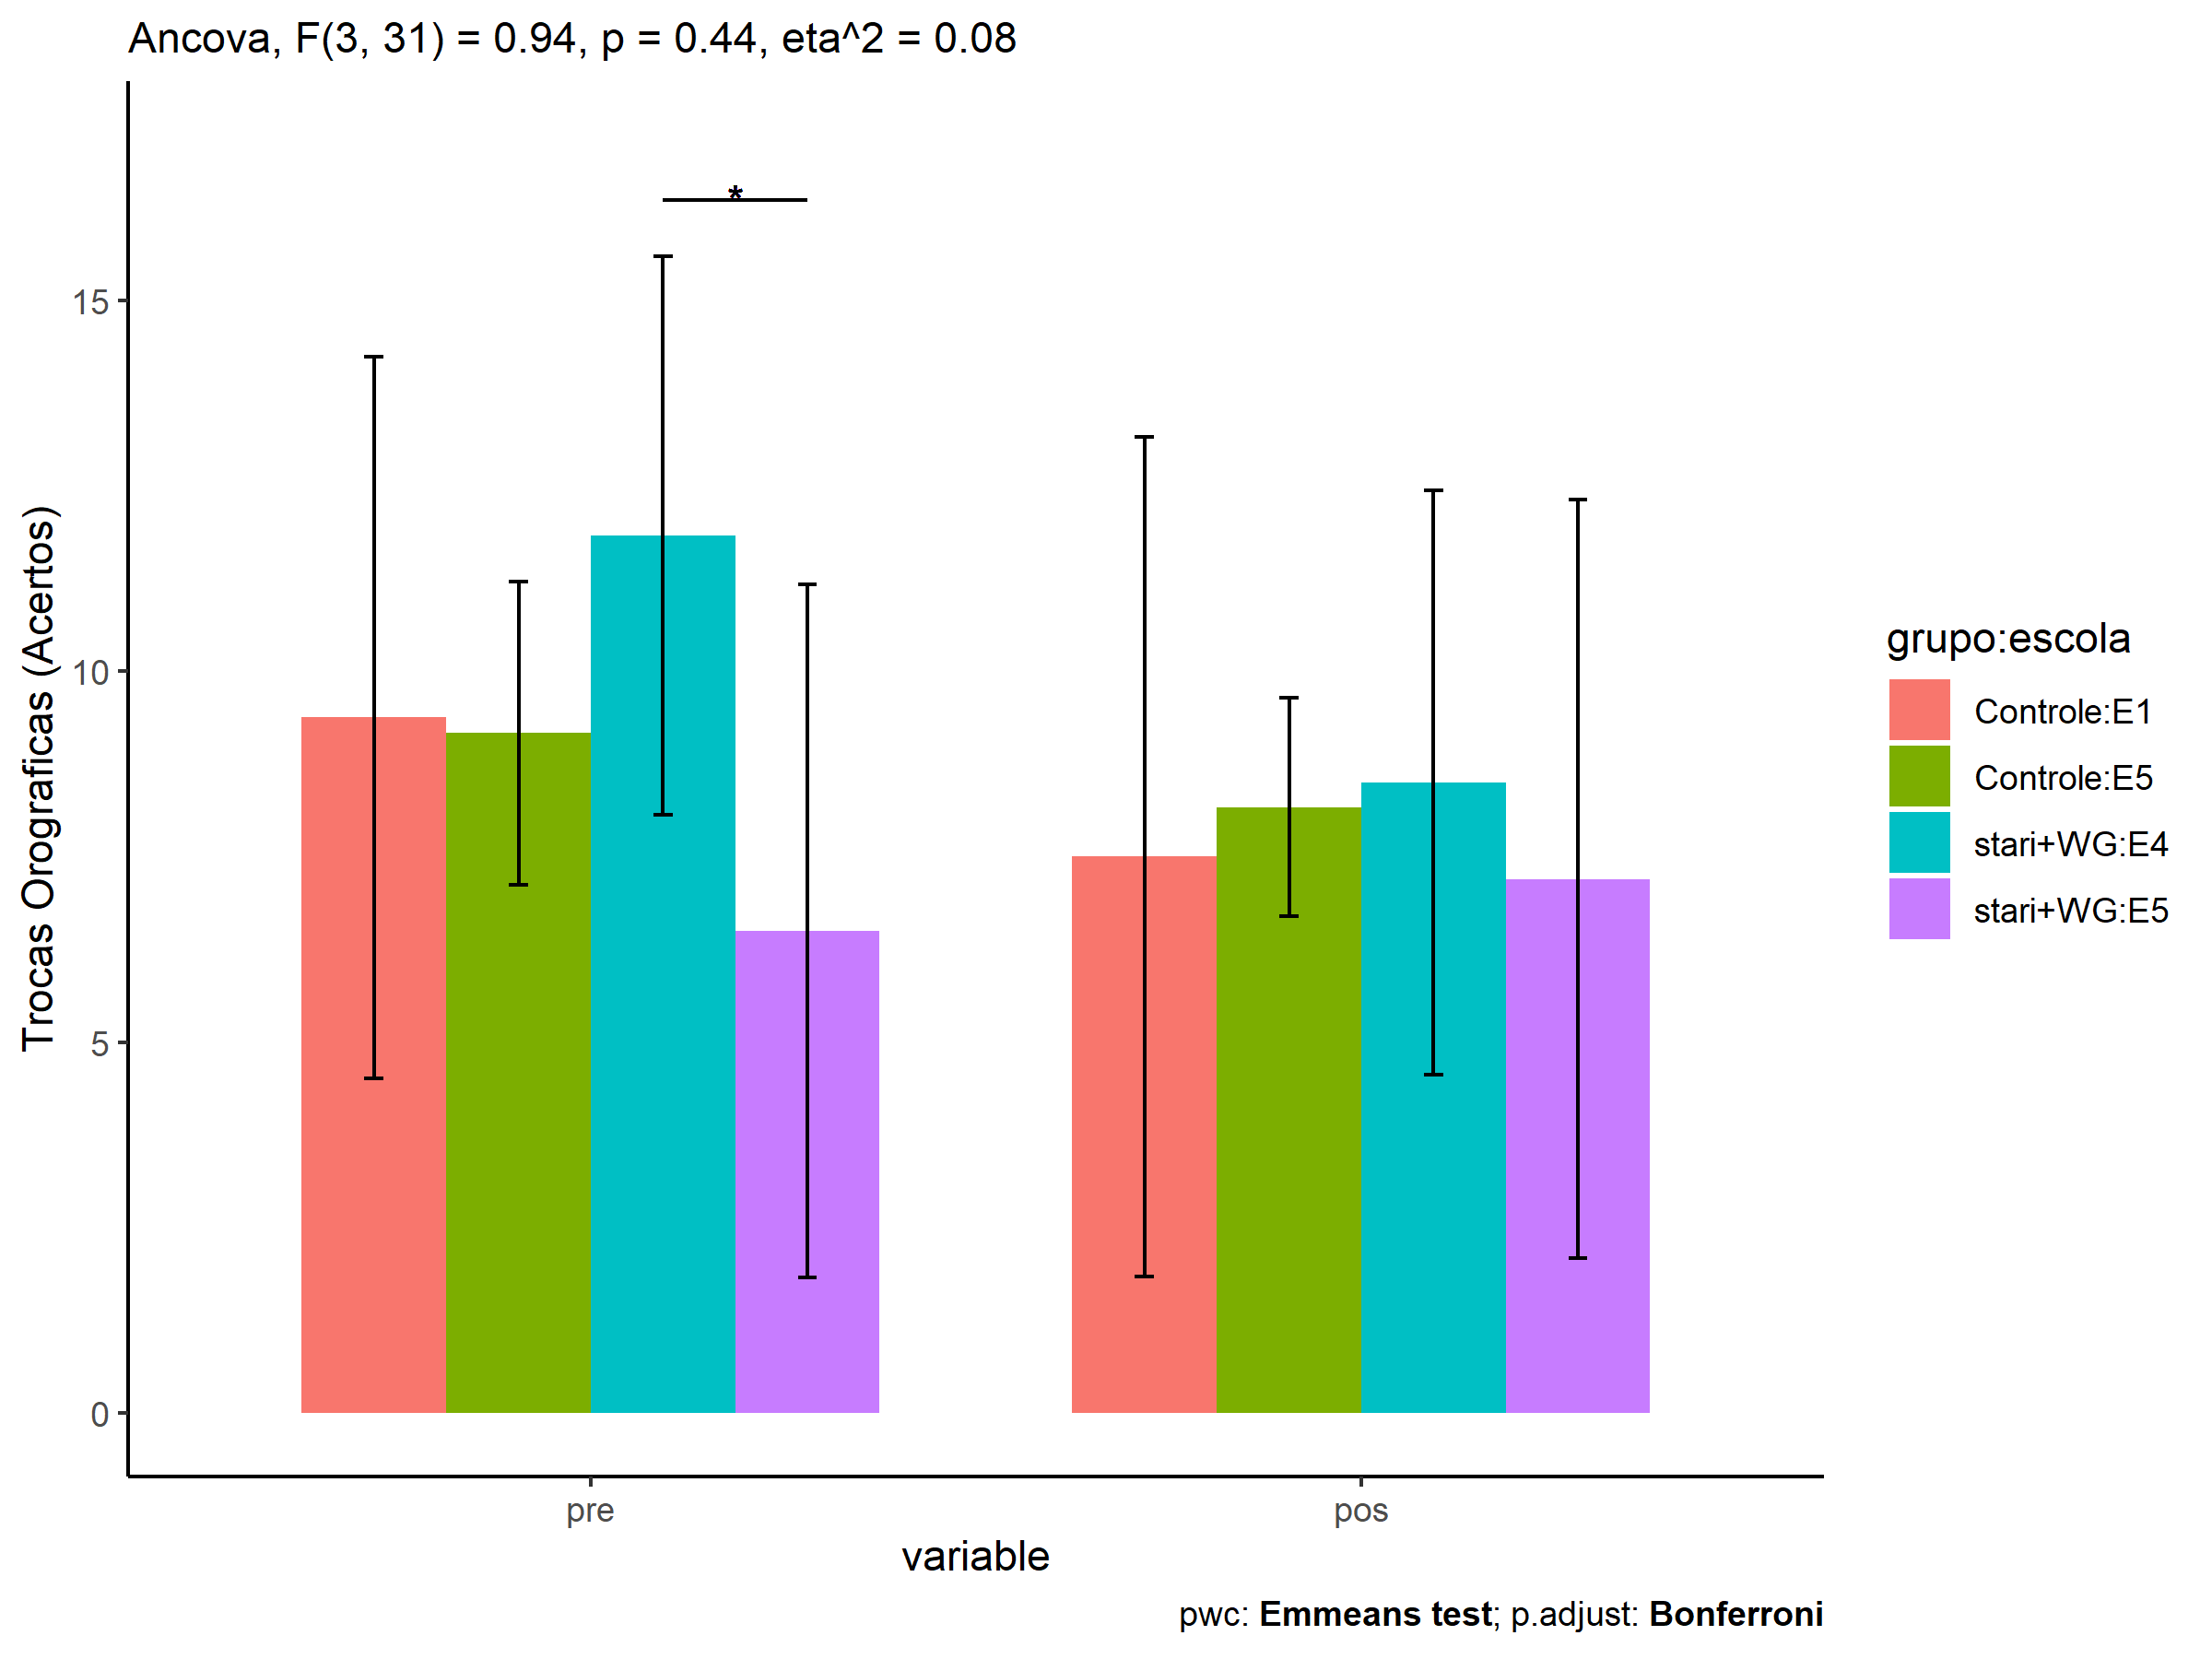 Ancova, F(3, 31) = 0.94, p = 0.44, eta^2 = 0.08
*
15
10
5
0
Trocas Orograficas (Acertos)
pre
pos
variable
grupo:escola
Controle:E1
Controle:E5
stari+WG:E4
stari+WG:E5
pwc: Emmeans test; p.adjust: Bonferroni